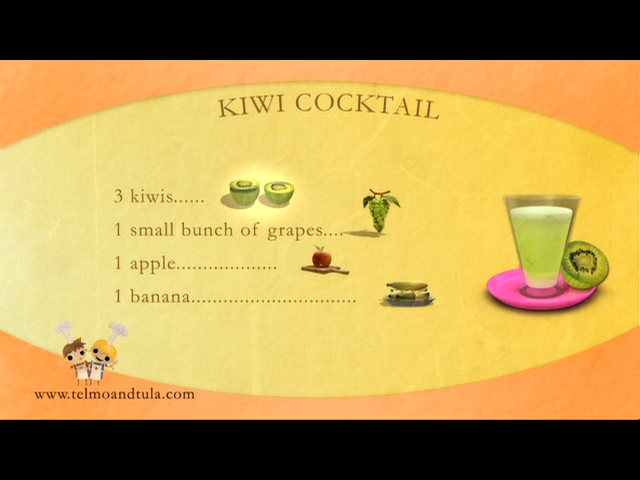 KIWI COCKTAIL
3 kiwis......
1 small bunch of grapes....
1 apple...................
1 banana...............................
www.telmoandtula.com